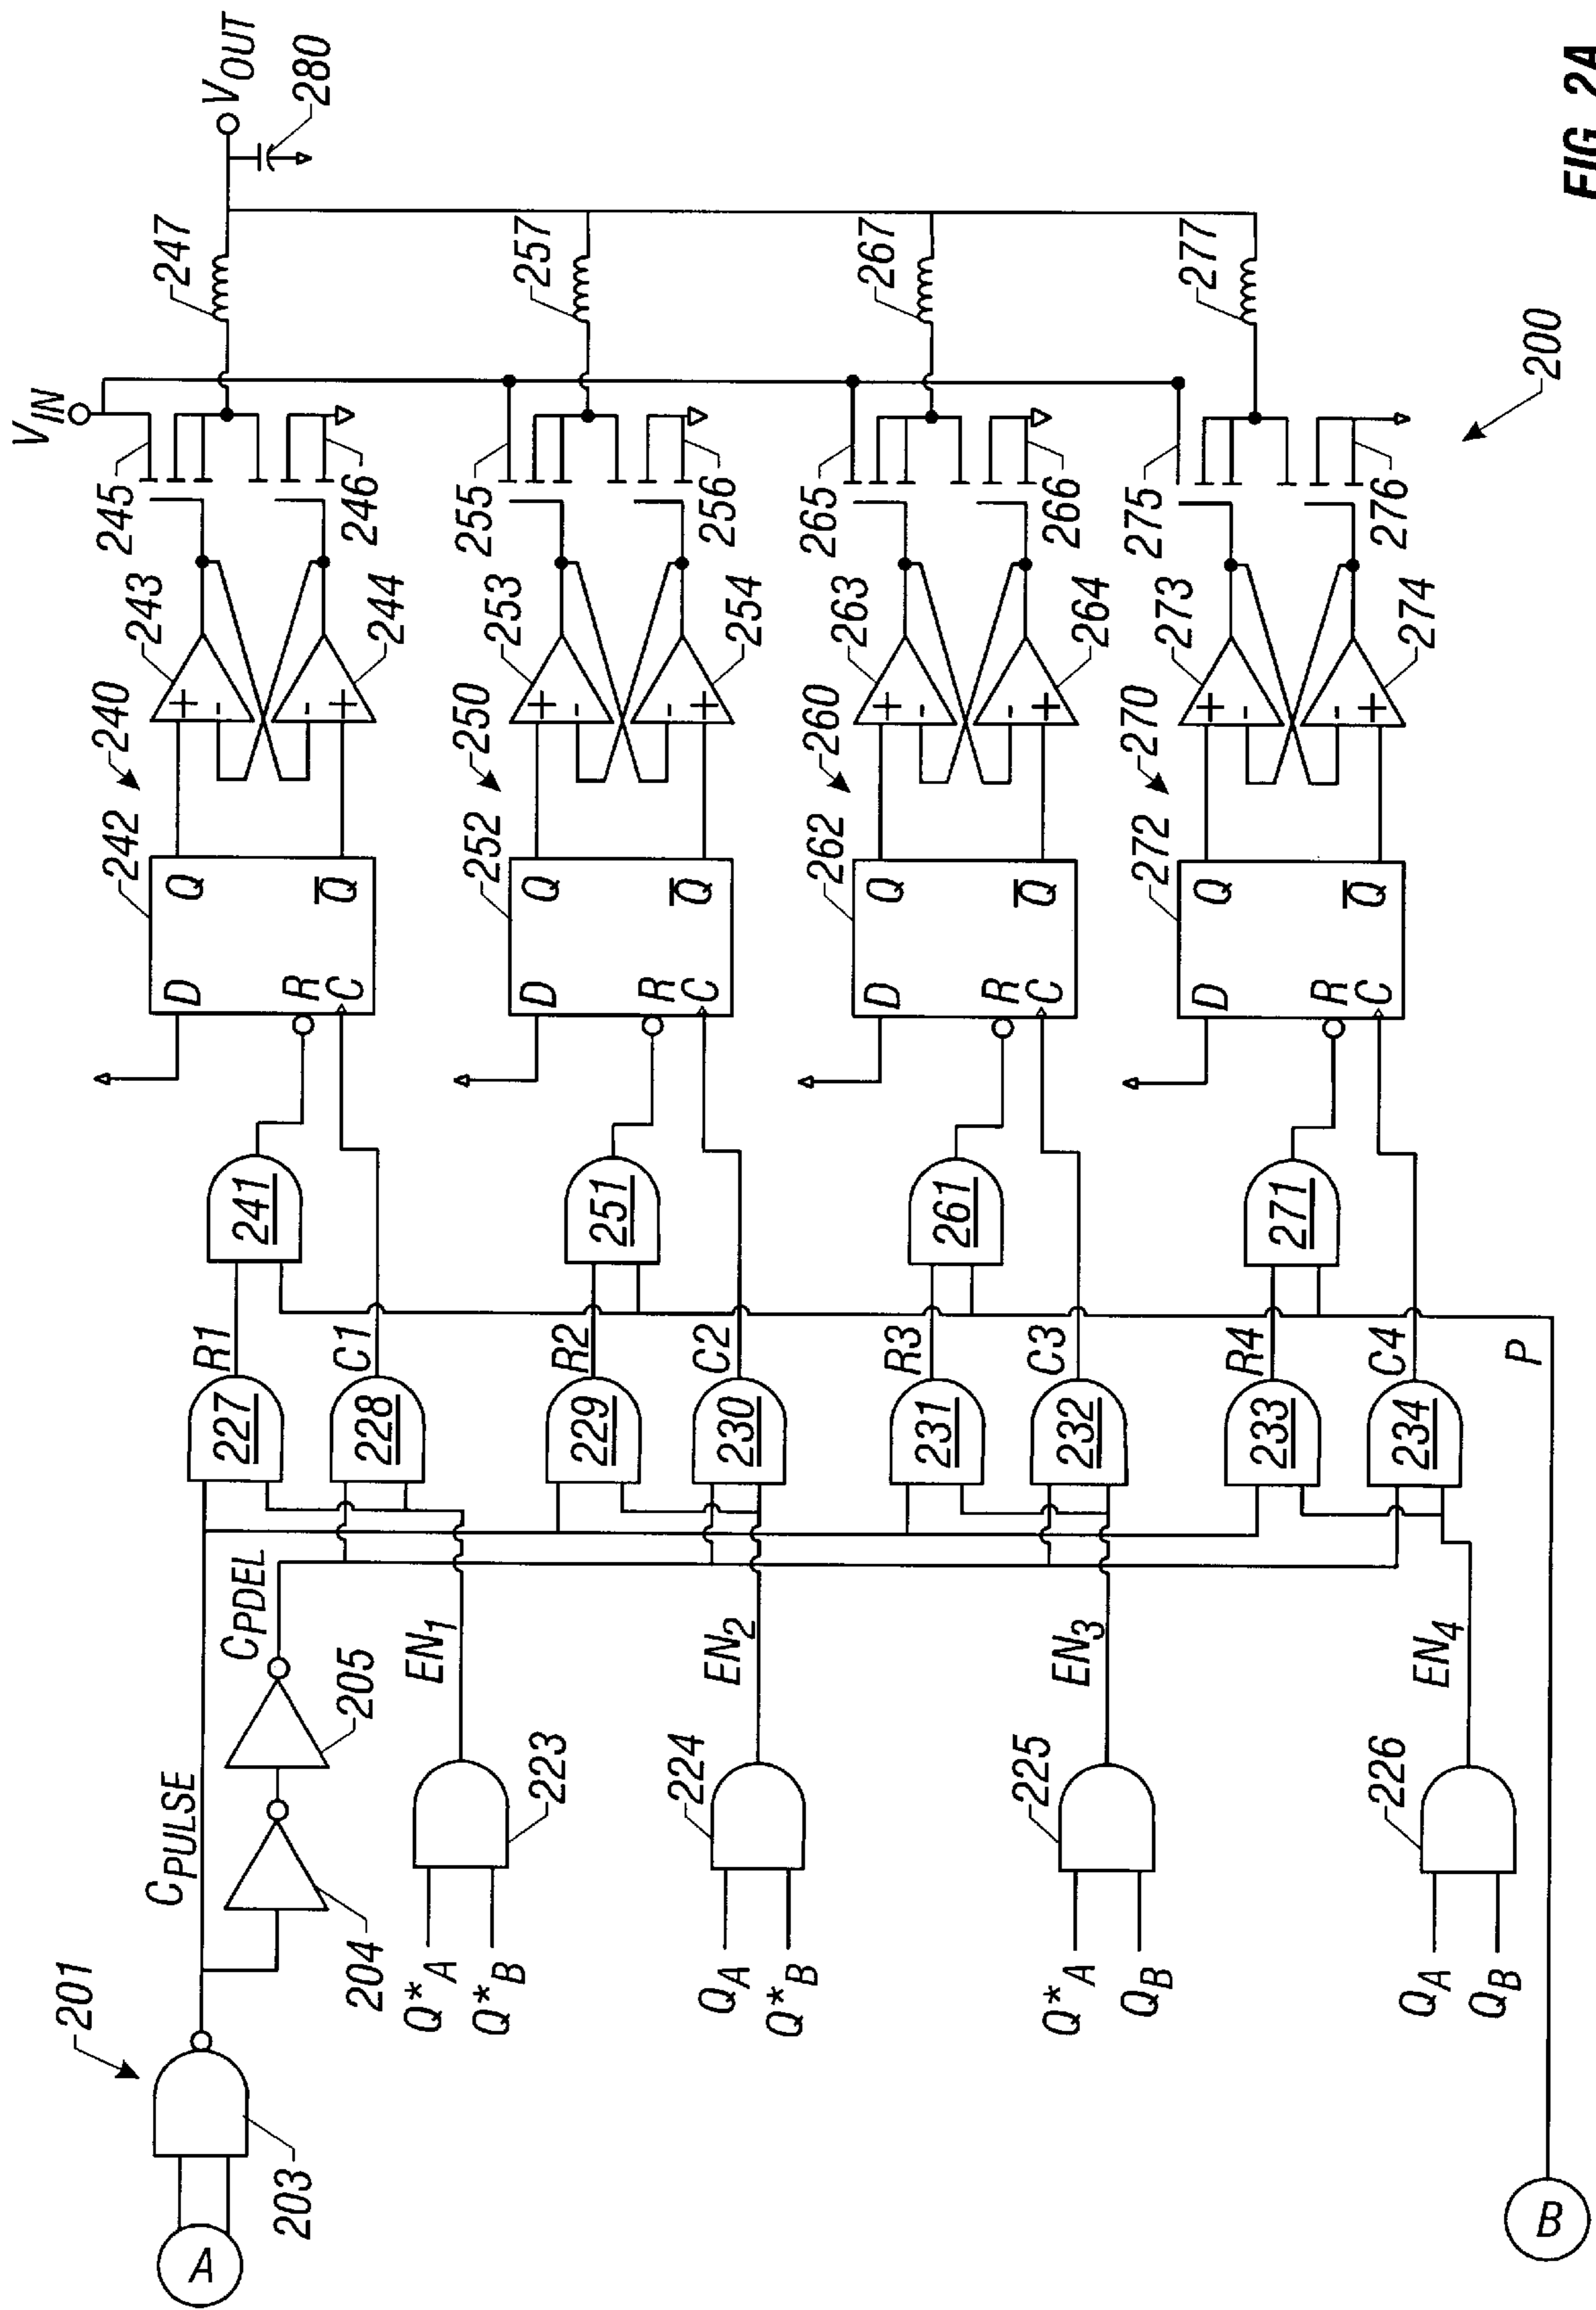 201
203
A
C_PULSE
204
205
C_PDEL
Q*_A
Q*_B
223
EN_1
Q_A
Q*_B
224
EN_2
Q*_A
Q_B
225
EN_3
Q_A
Q_B
226
EN_4
227
R1
228
C1
229
R2
230
C2
231
R3
232
C3
233
R4
234
C4
P
B
241
251
261
271
242
240
D
Q
R
C
Q̅
243
+
-
-
+
244
245
246
V_IN
247
V_OUT
280
252
250
D
Q
R
C
Q̅
253
+
-
-
+
254
255
256
257
262
260
D
Q
R
C
Q̅
263
+
-
-
+
264
265
266
267
272
270
D
Q
R
C
Q̅
273
+
-
-
+
274
275
276
277
200
FIG. 2A